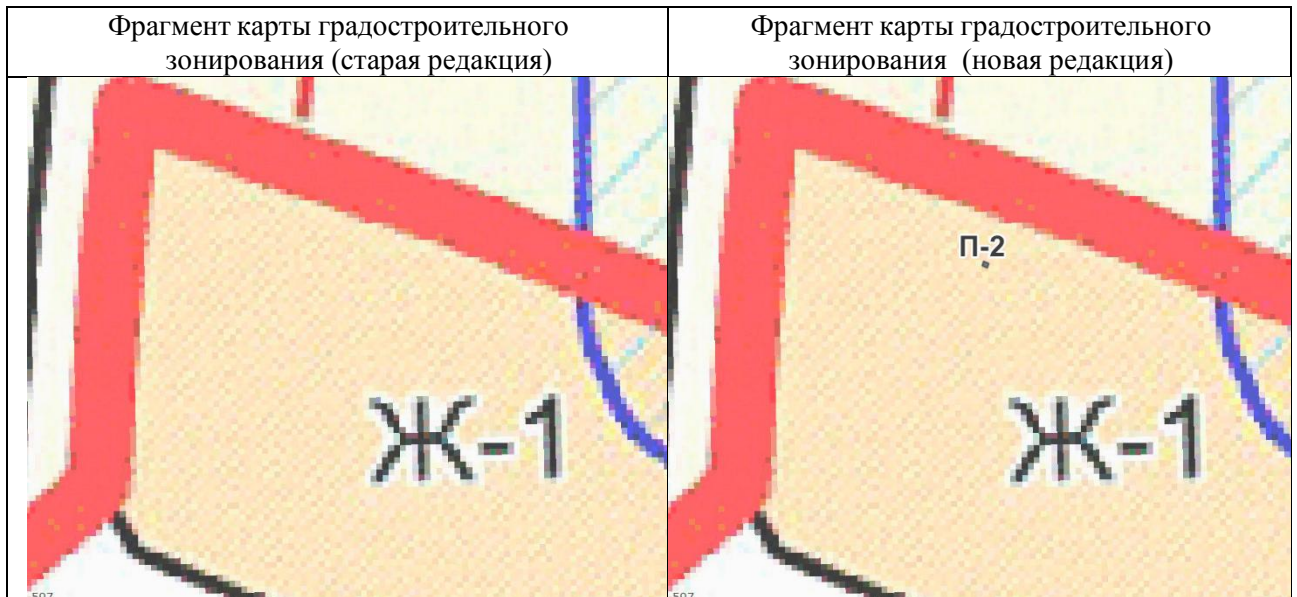 Фрагмент карты градостроительного
зонирования (старая редакция)
Фрагмент карты градостроительного
зонирования (новая редакция)
Ж-1
П-2
Ж-1